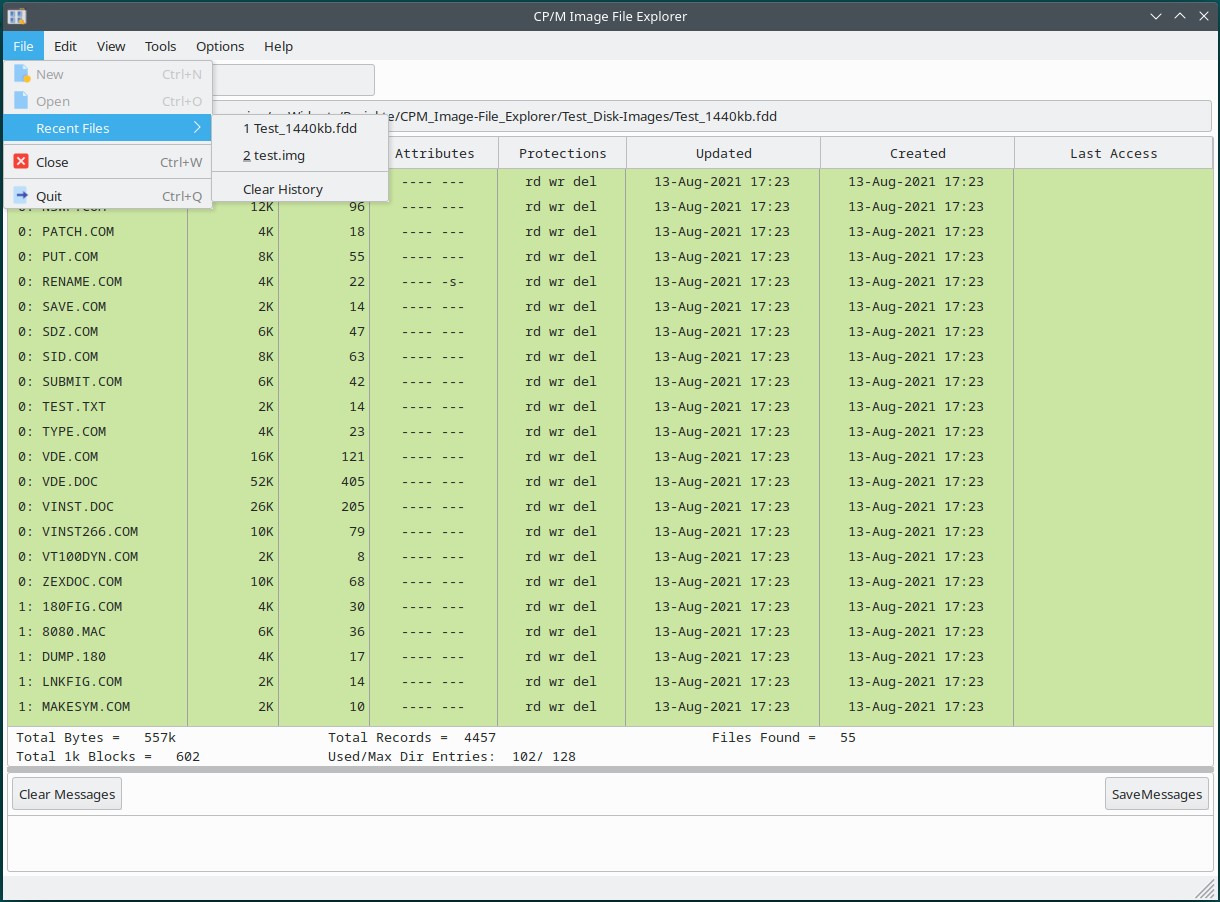 CP/M Image File Explorer
File Edit View Tools Options Help
New Ctrl+N
Open Ctrl+O
Recent Files
Close Ctrl+W
Quit Ctrl+Q
1 Test_1440kb.fdd
2 test.img
Clear History
/CPM_Image-File_Explorer/Test_Disk-Images/Test_1440kb.fdd
Attributes Protections Updated Created Last Access
---- --- rd wr del 13-Aug-2021 17:23 13-Aug-2021 17:23
12K 96 ---- --- rd wr del 13-Aug-2021 17:23 13-Aug-2021 17:23
0: PATCH.COM 4K 18 ---- --- rd wr del 13-Aug-2021 17:23 13-Aug-2021 17:23
0: PUT.COM 8K 55 ---- --- rd wr del 13-Aug-2021 17:23 13-Aug-2021 17:23
0: RENAME.COM 4K 22 ---- -s- rd wr del 13-Aug-2021 17:23 13-Aug-2021 17:23
0: SAVE.COM 2K 14 ---- --- rd wr del 13-Aug-2021 17:23 13-Aug-2021 17:23
0: SDZ.COM 6K 47 ---- --- rd wr del 13-Aug-2021 17:23 13-Aug-2021 17:23
0: SID.COM 8K 63 ---- --- rd wr del 13-Aug-2021 17:23 13-Aug-2021 17:23
0: SUBMIT.COM 6K 42 ---- --- rd wr del 13-Aug-2021 17:23 13-Aug-2021 17:23
0: TEST.TXT 2K 14 ---- --- rd wr del 13-Aug-2021 17:23 13-Aug-2021 17:23
0: TYPE.COM 4K 23 ---- --- rd wr del 13-Aug-2021 17:23 13-Aug-2021 17:23
0: VDE.COM 16K 121 ---- --- rd wr del 13-Aug-2021 17:23 13-Aug-2021 17:23
0: VDE.DOC 52K 405 ---- --- rd wr del 13-Aug-2021 17:23 13-Aug-2021 17:23
0: VINST.DOC 26K 205 ---- --- rd wr del 13-Aug-2021 17:23 13-Aug-2021 17:23
0: VINST266.COM 10K 79 ---- --- rd wr del 13-Aug-2021 17:23 13-Aug-2021 17:23
0: VT100DYN.COM 2K 8 ---- --- rd wr del 13-Aug-2021 17:23 13-Aug-2021 17:23
0: ZEXDOC.COM 10K 68 ---- --- rd wr del 13-Aug-2021 17:23 13-Aug-2021 17:23
1: 180FIG.COM 4K 30 ---- --- rd wr del 13-Aug-2021 17:23 13-Aug-2021 17:23
1: 8080.MAC 6K 36 ---- --- rd wr del 13-Aug-2021 17:23 13-Aug-2021 17:23
1: DUMP.180 4K 17 ---- --- rd wr del 13-Aug-2021 17:23 13-Aug-2021 17:23
1: LNKFIG.COM 2K 14 ---- --- rd wr del 13-Aug-2021 17:23 13-Aug-2021 17:23
1: MAKESYM.COM 2K 10 ---- --- rd wr del 13-Aug-2021 17:23 13-Aug-2021 17:23
Total Bytes = 557k Total Records = 4457 Files Found = 55
Total 1k Blocks = 602 Used/Max Dir Entries: 102/ 128
Clear Messages SaveMessages